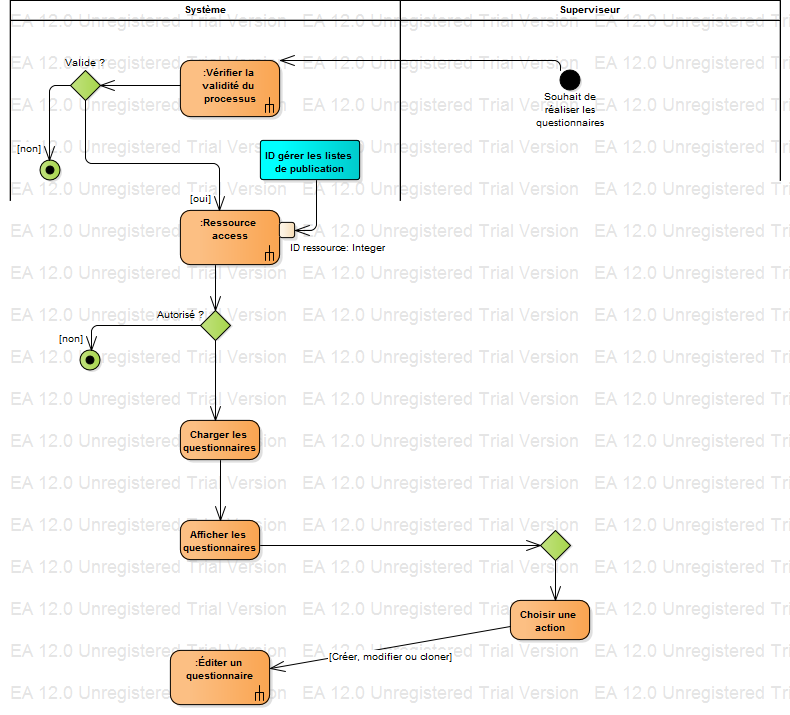 Système
Superviseur
Valide ?
:Vérifier la
validité du
processus
Souhait de
réaliser les
questionnaires
[non]
ID gérer les listes
de publication
[oui]
:Ressource
access
ID ressource: Integer
Autorisé ?
[non]
Charger les
questionnaires
Afficher les
questionnaires
Choisir une
action
[Créer, modifier ou cloner]
:Éditer un
questionnaire
EA 12.0 Unregistered Trial Version